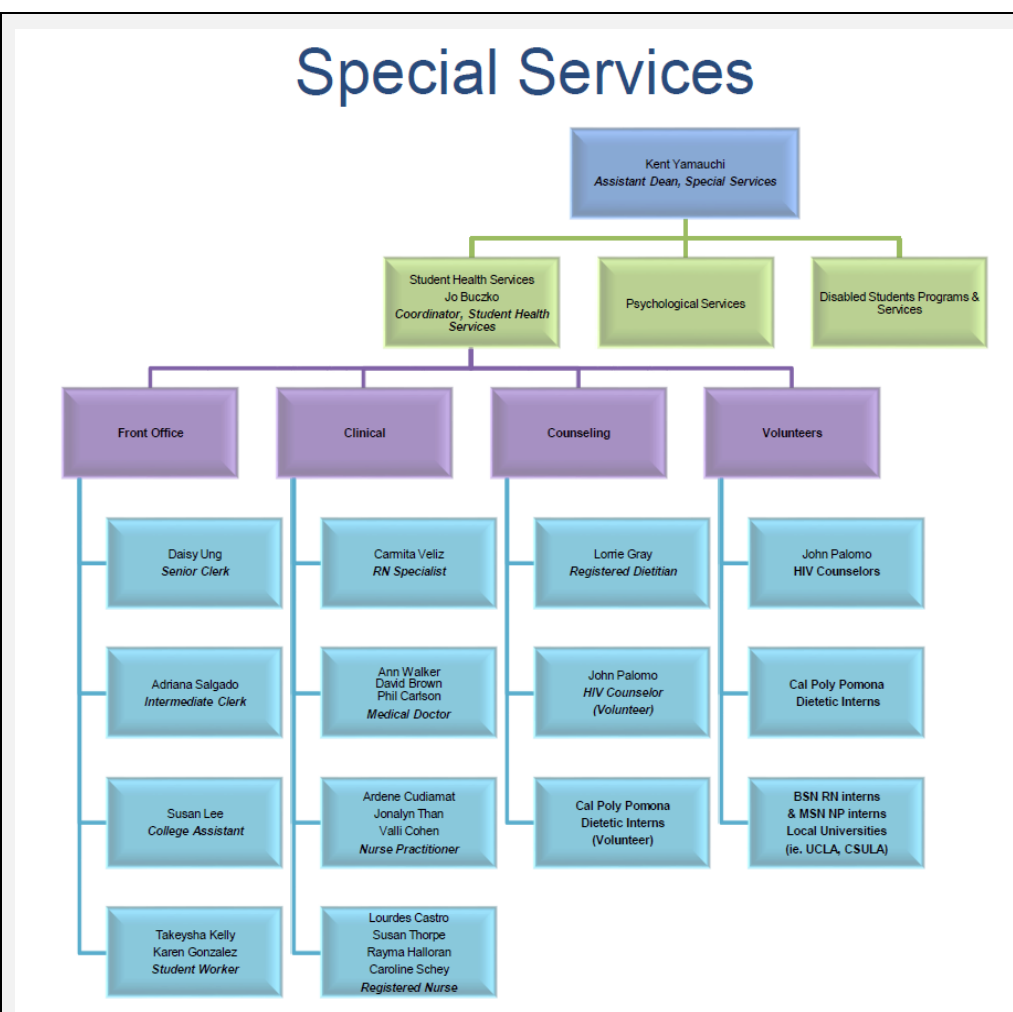 Special Services
Kent Yamauchi
Assistant Dean, Special Services
Student Health Services
Jo Buczko
Coordinator, Student Health
Services
Psychological Services
Disabled Students Programs &
Services
Front Office
Clinical
Counseling
Volunteers
Daisy Ung
Senior Clerk
Carmita Veliz
RN Specialist
Lorrie Gray
Registered Dietitian
John Palomo
HIV Counselors
Adriana Salgado
Intermediate Clerk
Ann Walker
David Brown
Phil Carlson
Medical Doctor
John Palomo
HIV Counselor
(Volunteer)
Cal Poly Pomona
Dietetic Interns
Susan Lee
College Assistant
Ardene Cudiamat
Jonalyn Than
Valli Cohen
Nurse Practitioner
Cal Poly Pomona
Dietetic Interns
(Volunteer)
BSN RN interns
& MSN NP interns
Local Universities
(ie. UCLA, CSULA)
Takeysha Kelly
Karen Gonzalez
Student Worker
Lourdes Castro
Susan Thorpe
Rayma Halloran
Caroline Schey
Registered Nurse